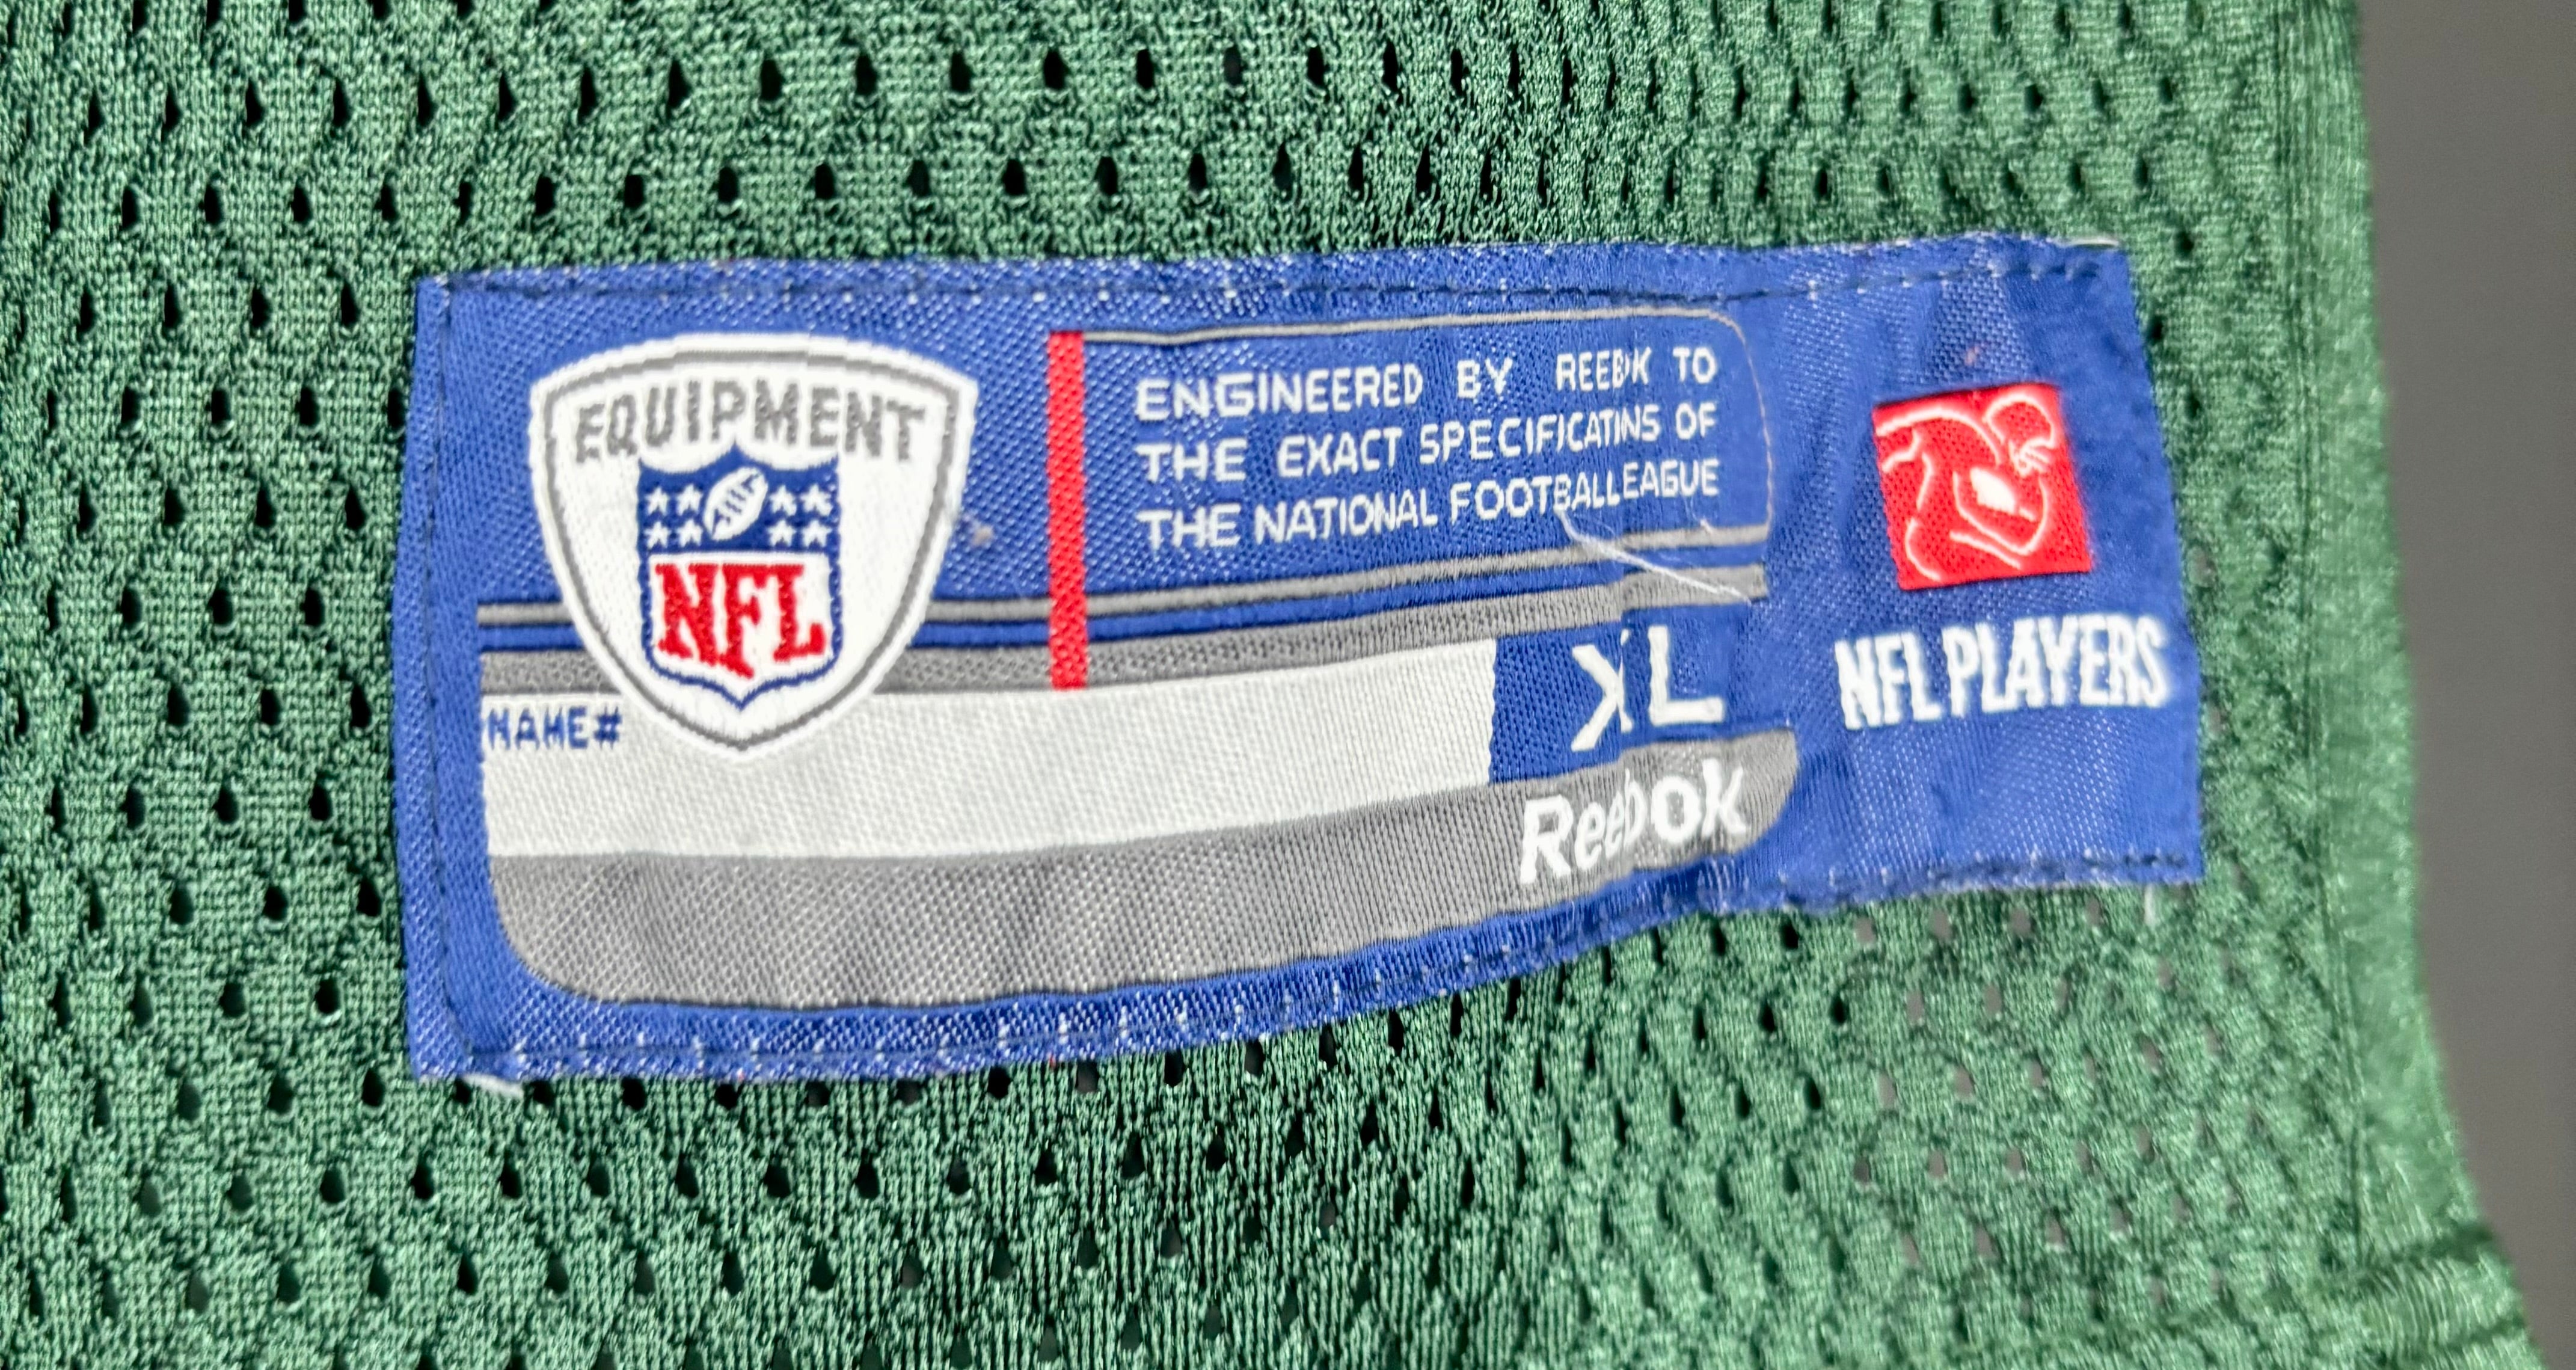 EQUIPMENT
NFL
ENGINEERED BY REEBOK TO
THE EXACT SPECIFICATINS OF
THE NATIONAL FOOTBALLEAGUE
NAME#
XL
Reebok
NFL PLAYERS